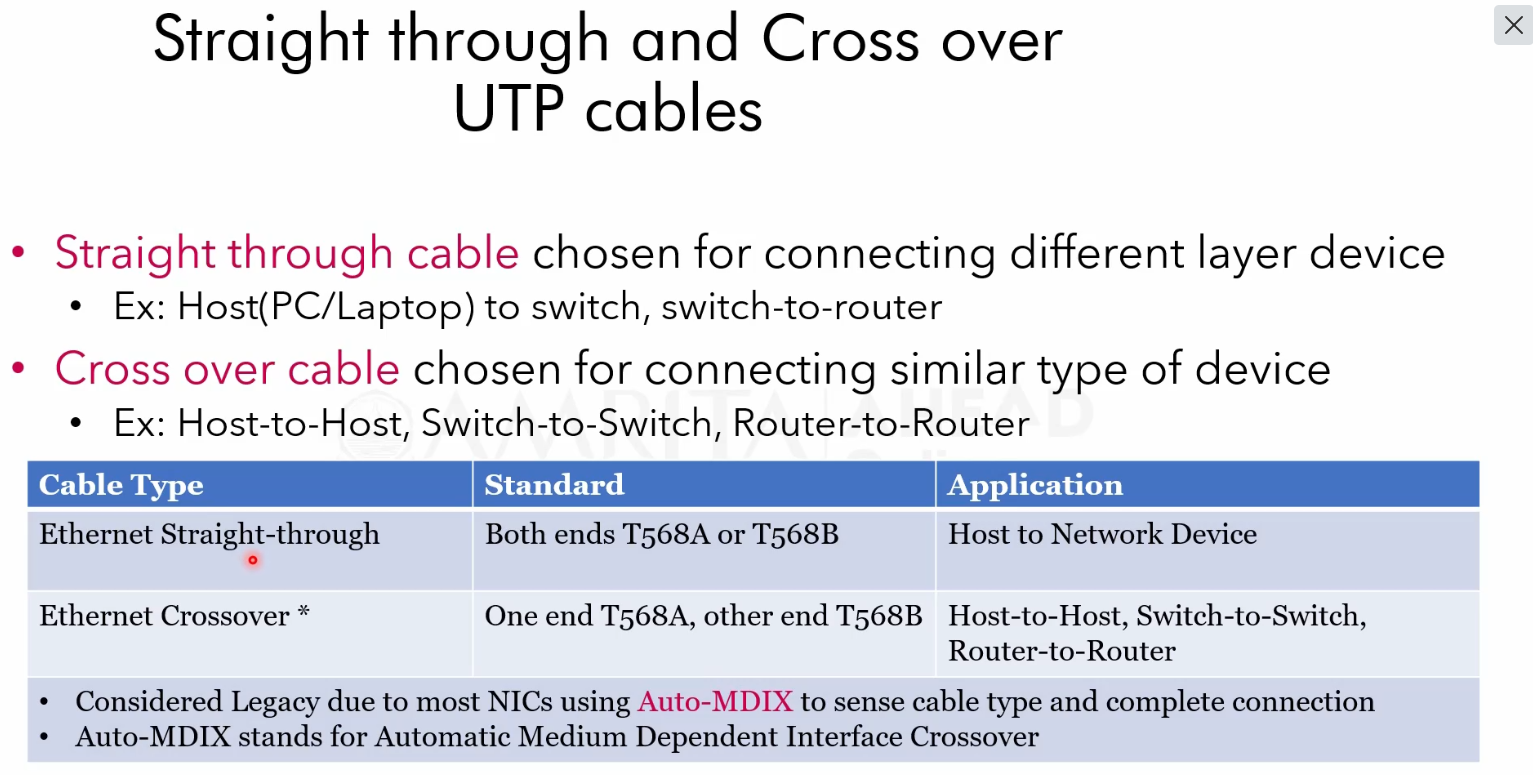 Straight through and Cross over
UTP cables
• Straight through cable chosen for connecting different layer device
• Ex: Host(PC/Laptop) to switch, switch-to-router
• Cross over cable chosen for connecting similar type of device
• Ex: Host-to-Host, Switch-to-Switch, Router-to-Router
AMRITA AHEAD
Cable Type Standard Application
Ethernet Straight-through Both ends T568A or T568B Host to Network Device
Ethernet Crossover * One end T568A, other end T568B Host-to-Host, Switch-to-Switch,
Router-to-Router
• Considered Legacy due to most NICs using Auto-MDIX to sense cable type and complete connection
• Auto-MDIX stands for Automatic Medium Dependent Interface Crossover